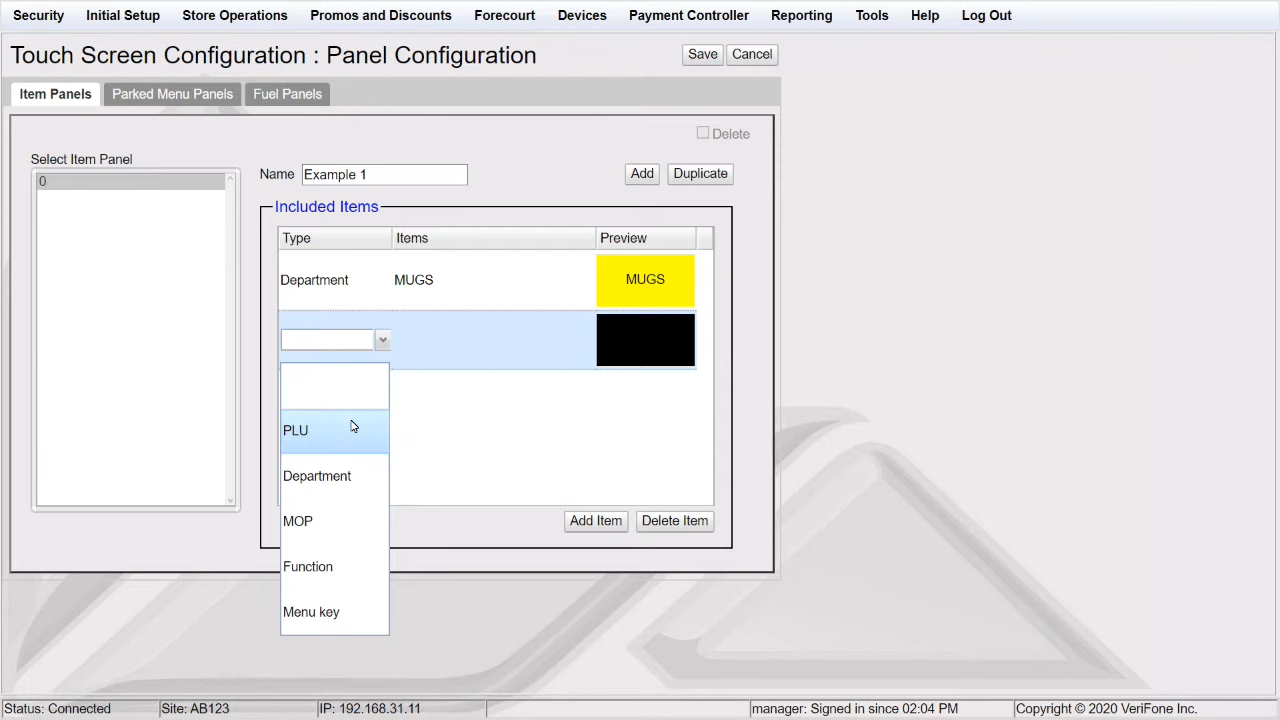 Security Initial Setup Store Operations Promos and Discounts Forecourt Devices Payment Controller Reporting Tools Help Log Out
Touch Screen Configuration : Panel Configuration Save Cancel
Item Panels Parked Menu Panels Fuel Panels
Delete
Select Item Panel
0
Name Example 1 Add Duplicate
Included Items
Type Items Preview
Department MUGS MUGS
PLU
Department
MOP
Function
Menu key
Add Item Delete Item
Status: Connected Site: AB123 IP: 192.168.31.11 manager: Signed in since 02:04 PM Copyright © 2020 VeriFone Inc.